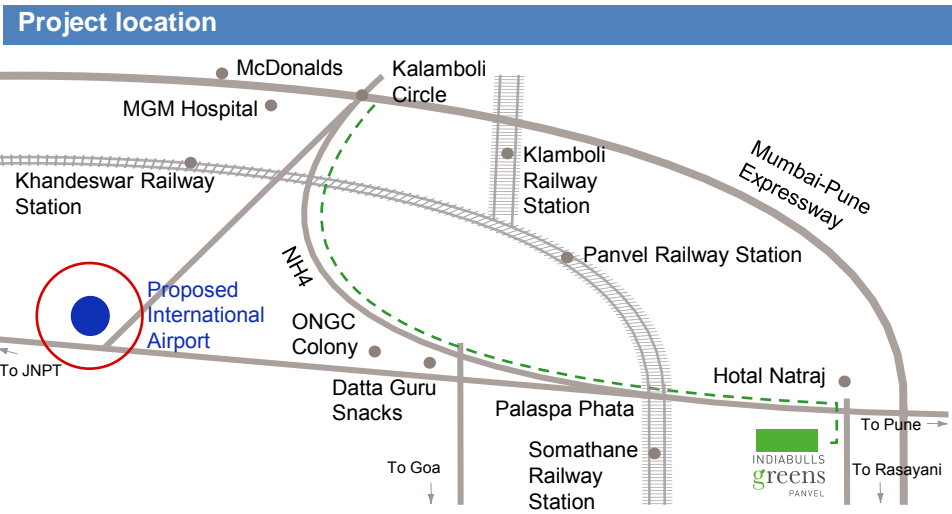 Project location
McDonalds
Kalamboli
Circle
MGM Hospital
Khandeswar Railway
Station
Klamboli
Railway
Station
Mumbai-Pune
Expressway
Panvel Railway Station
NH4
Proposed
International
Airport
ONGC
Colony
To JNPT
Datta Guru
Snacks
Hotal Natraj
Palaspa Phata
To Pune
Somathane
Railway
Station
To Goa
INDIABULLS
greens
PANVEL
To Rasayani